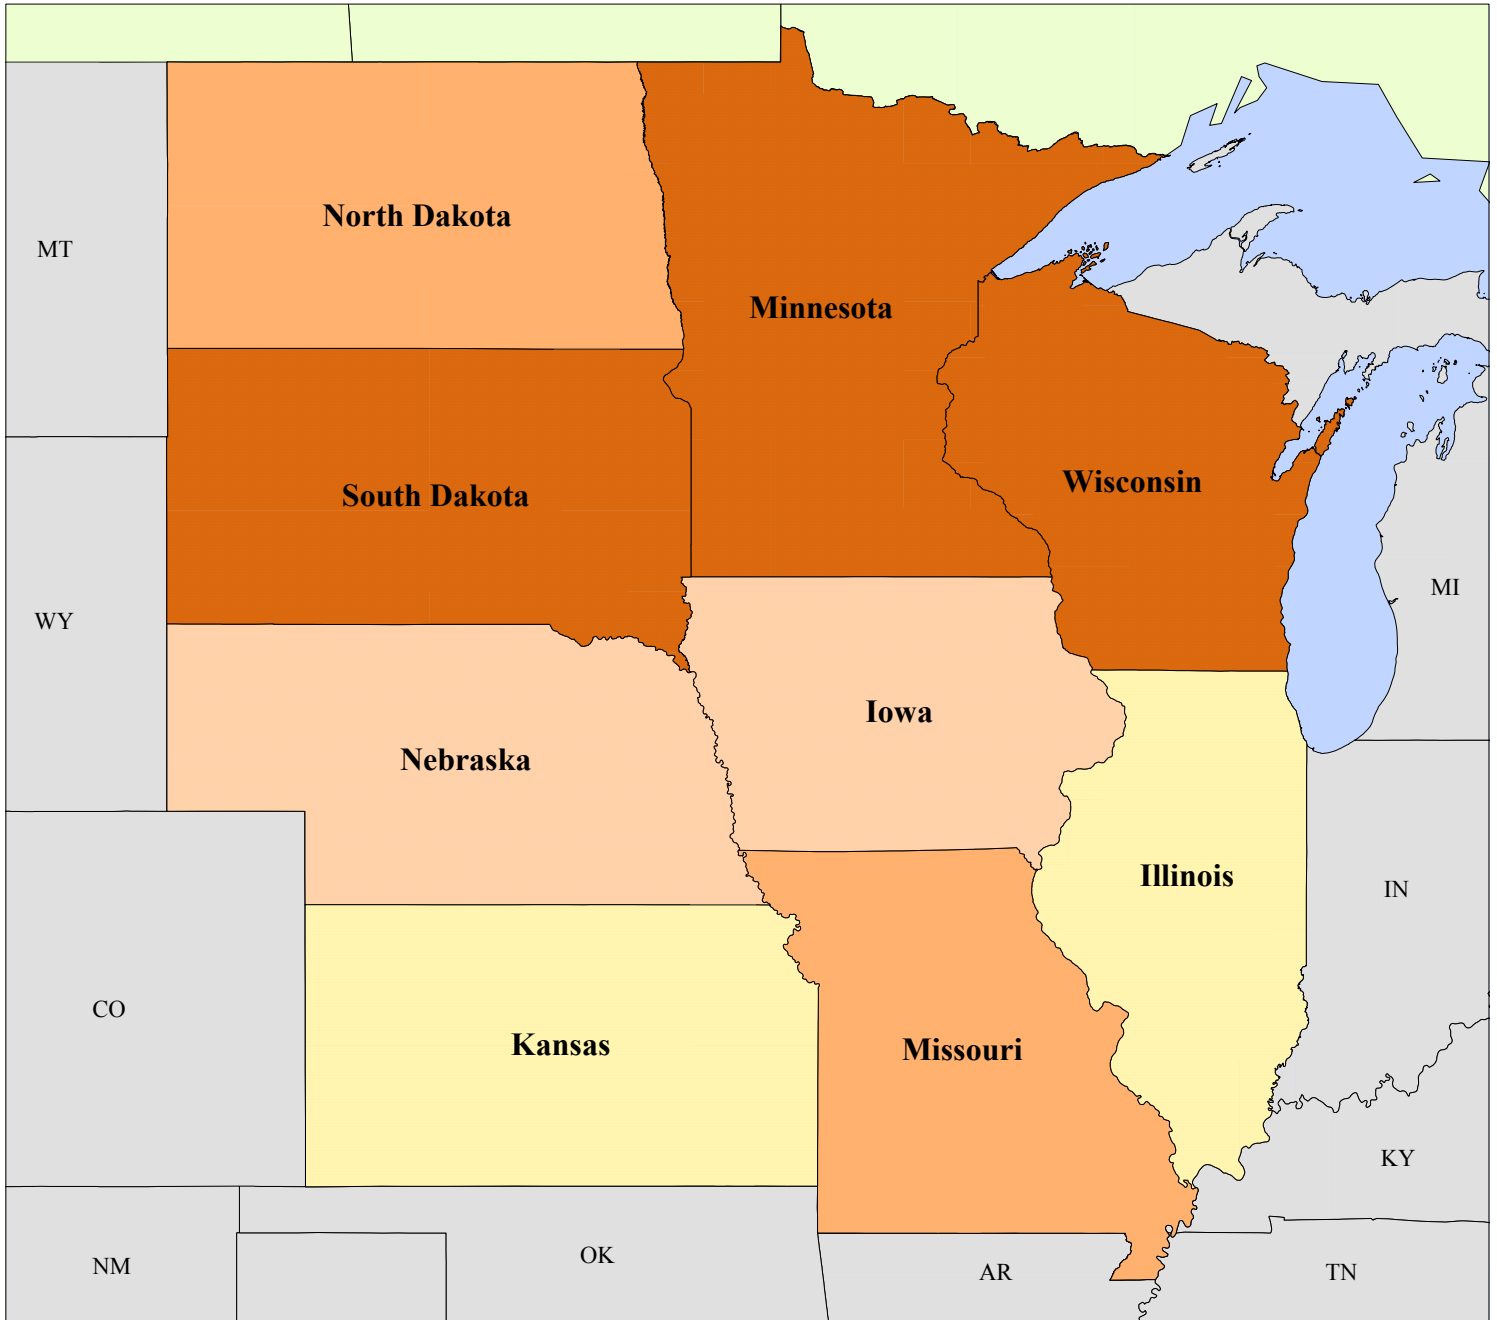 North Dakota
MT
Minnesota
Wisconsin
South Dakota
MI
WY
Iowa
Nebraska
Illinois
IN
CO
Kansas
Missouri
KY
OK
NM
AR
TN